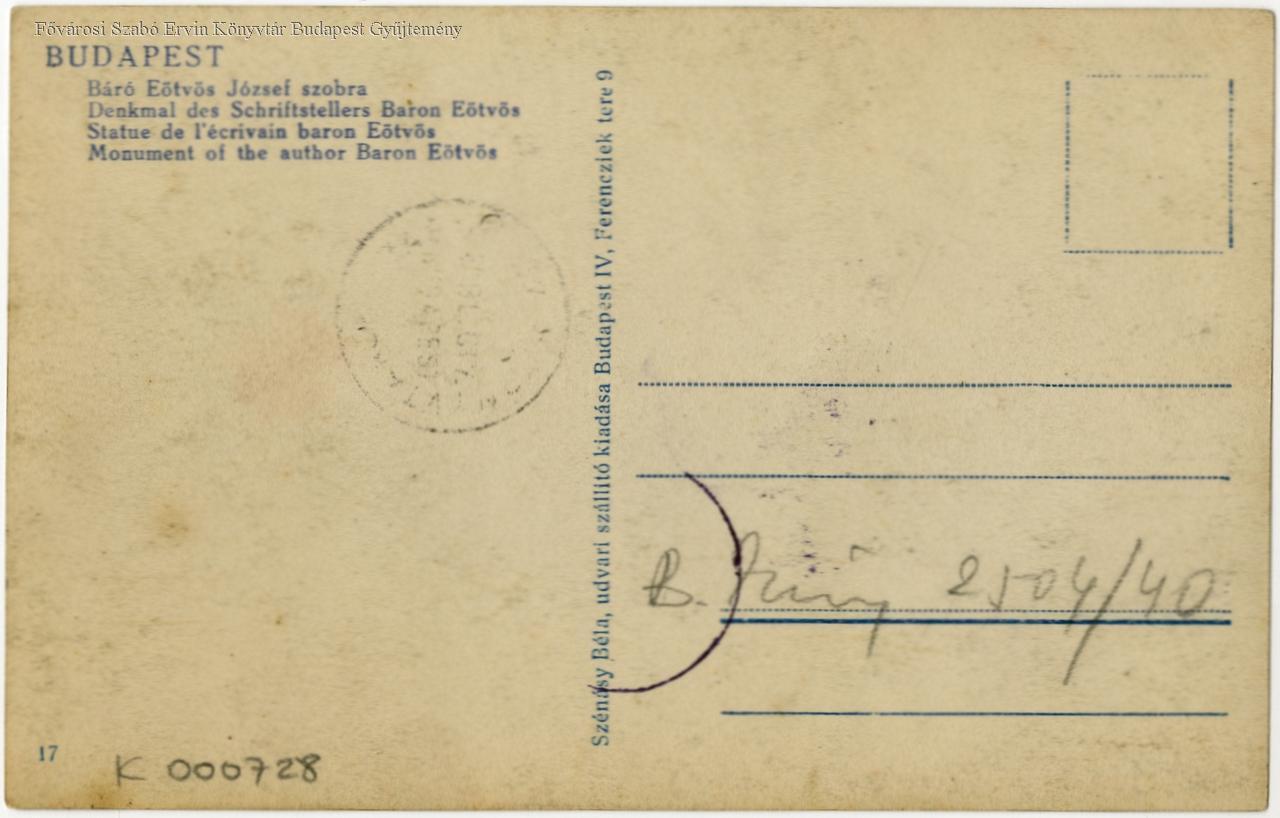 Fővárosi Szabó Ervin Könyvtár Budapest Gyűjtemény
BUDAPEST
Báró Eötvös József szobra
Denkmal des Schriftstellers Baron Eötvös
Statue de l'écrivain baron Eötvös
Monument of the author Baron Eötvös
Szénásy Béla, udvari szállító kiadása Budapest IV, Ferencziek tere 9
B. 2504/40
17
K 000728